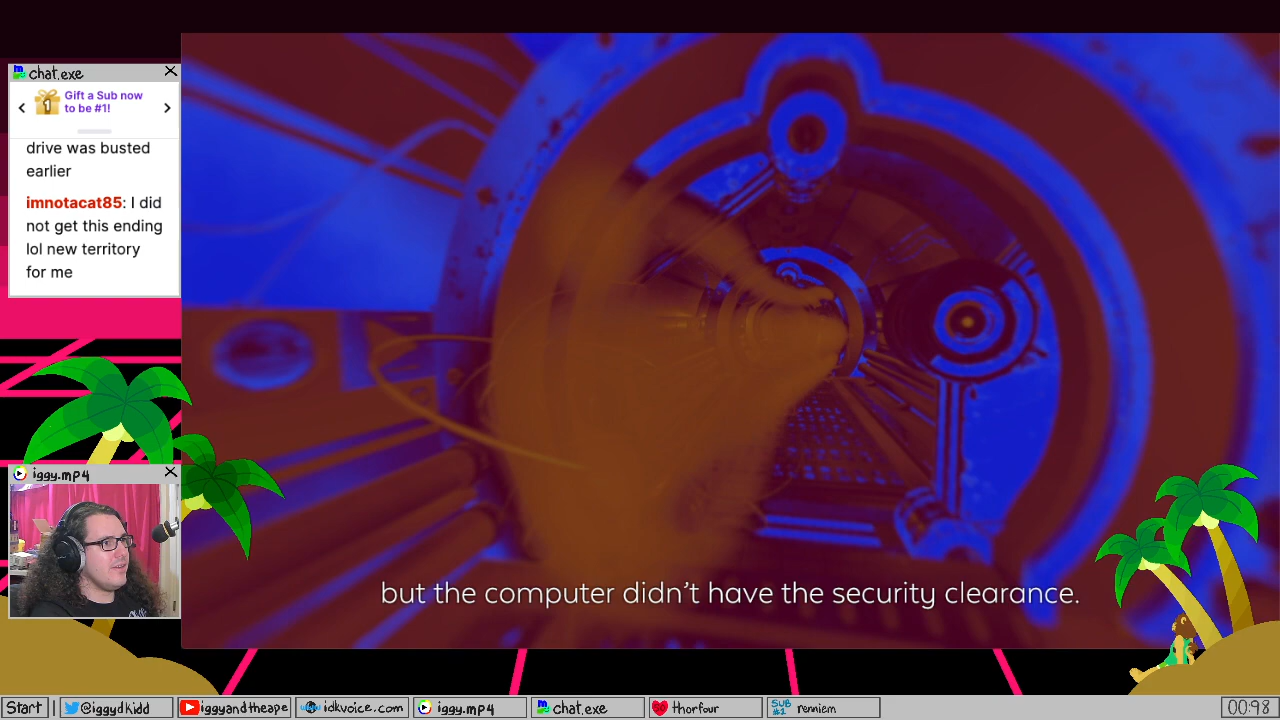 chat.exe
Gift a Sub now
to be #1!
1
drive was busted
earlier
imnotacat85: I did
not get this ending
lol new territory
for me
iggy.mp4
but the computer didn't have the security clearance.
Start
@iggydkidd
iggyandtheape
idkvoice.com
iggy.mp4
chat.exe
thorfour
SUB
#1
renniem
00:98